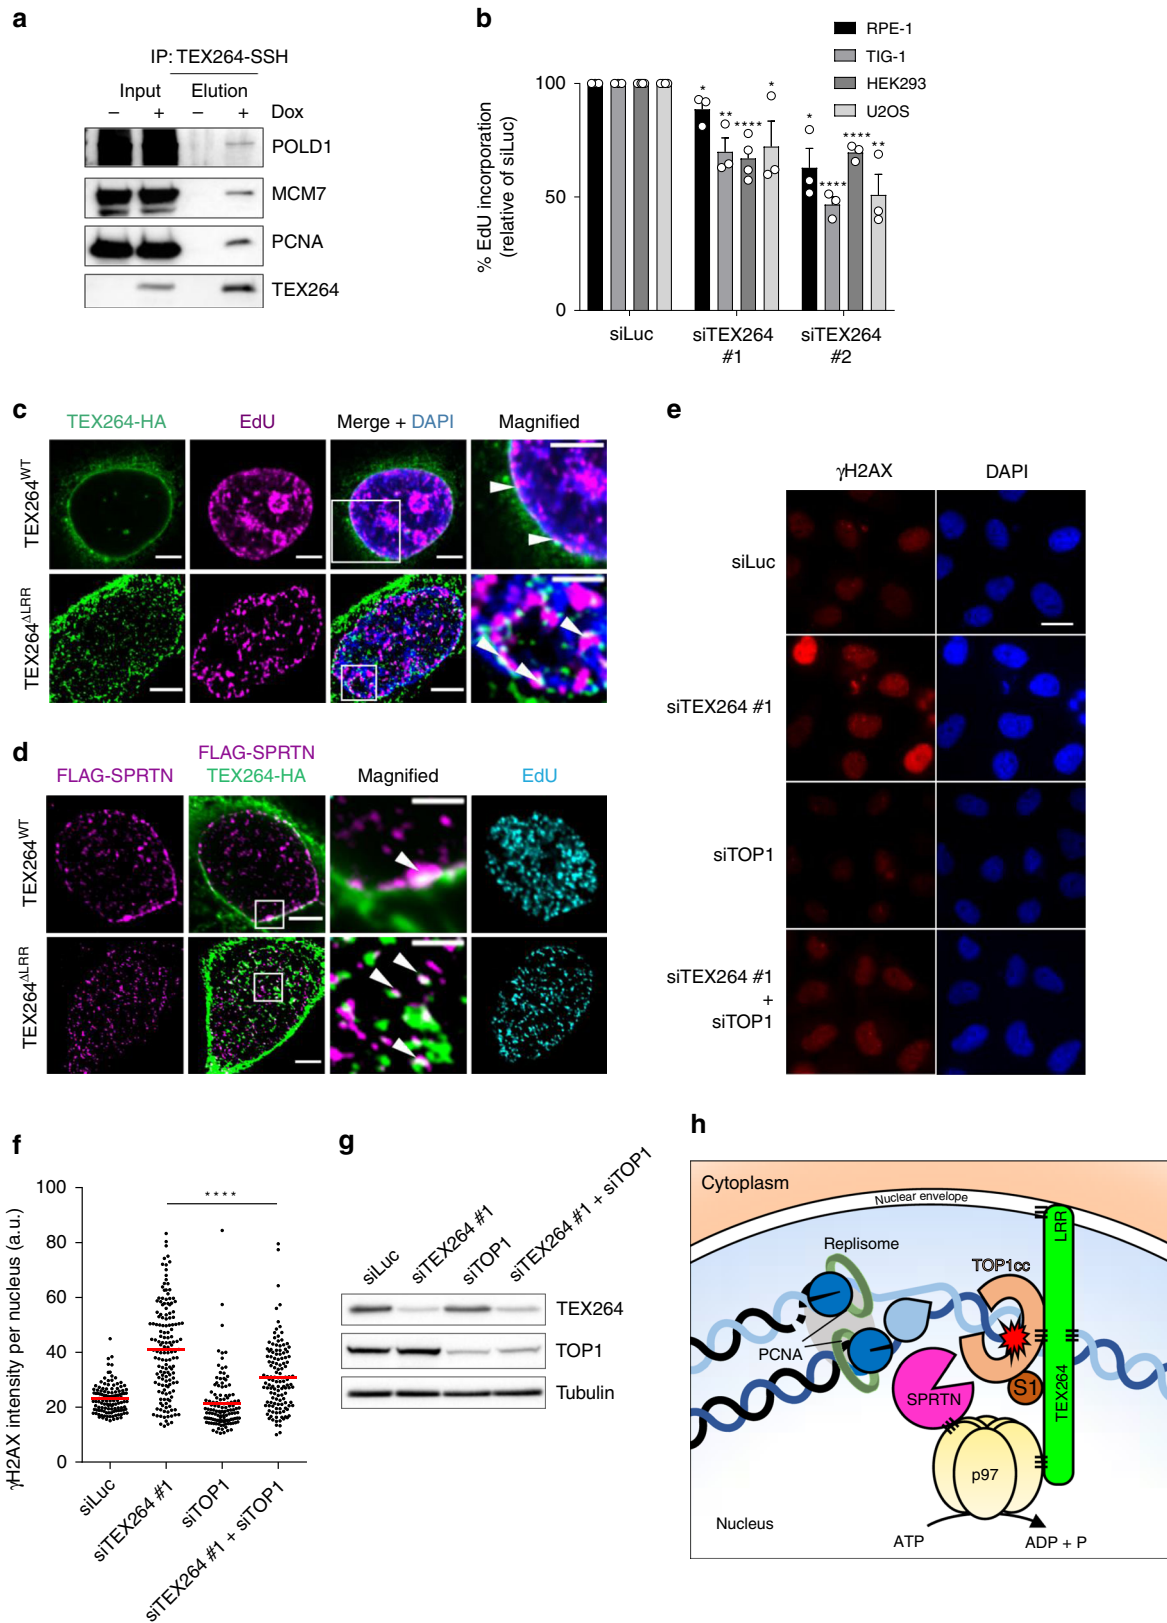 a
IP: TEX264-SSH
Input Elution
– + – + Dox
POLD1
MCM7
PCNA
TEX264
b
RPE-1
TIG-1
HEK293
U2OS
% EdU incorporation
(relative of siLuc)
100
50
0
*
**
****
*
*
****
****
**
siLuc
siTEX264
#1
siTEX264
#2
c
TEX264-HA
EdU
Merge + DAPI
Magnified
TEX264WT
TEX264ΔLRR
d
FLAG-SPRTN
FLAG-SPRTN
TEX264-HA
Magnified
EdU
TEX264WT
TEX264ΔLRR
e
γH2AX
DAPI
siLuc
siTEX264 #1
siTOP1
siTEX264 #1
+
siTOP1
f
γH2AX intensity per nucleus (a.u.)
100
80
60
40
20
0
****
siLuc
siTEX264 #1
siTOP1
siTEX264 #1 + siTOP1
g
siLuc
siTEX264 #1
siTOP1
siTEX264 #1 + siTOP1
TEX264
TOP1
Tubulin
h
Cytoplasm
Nuclear envelope
LRR
Replisome
TOP1cc
PCNA
SPRTN
S1
TEX264
p97
Nucleus
ATP
ADP + P